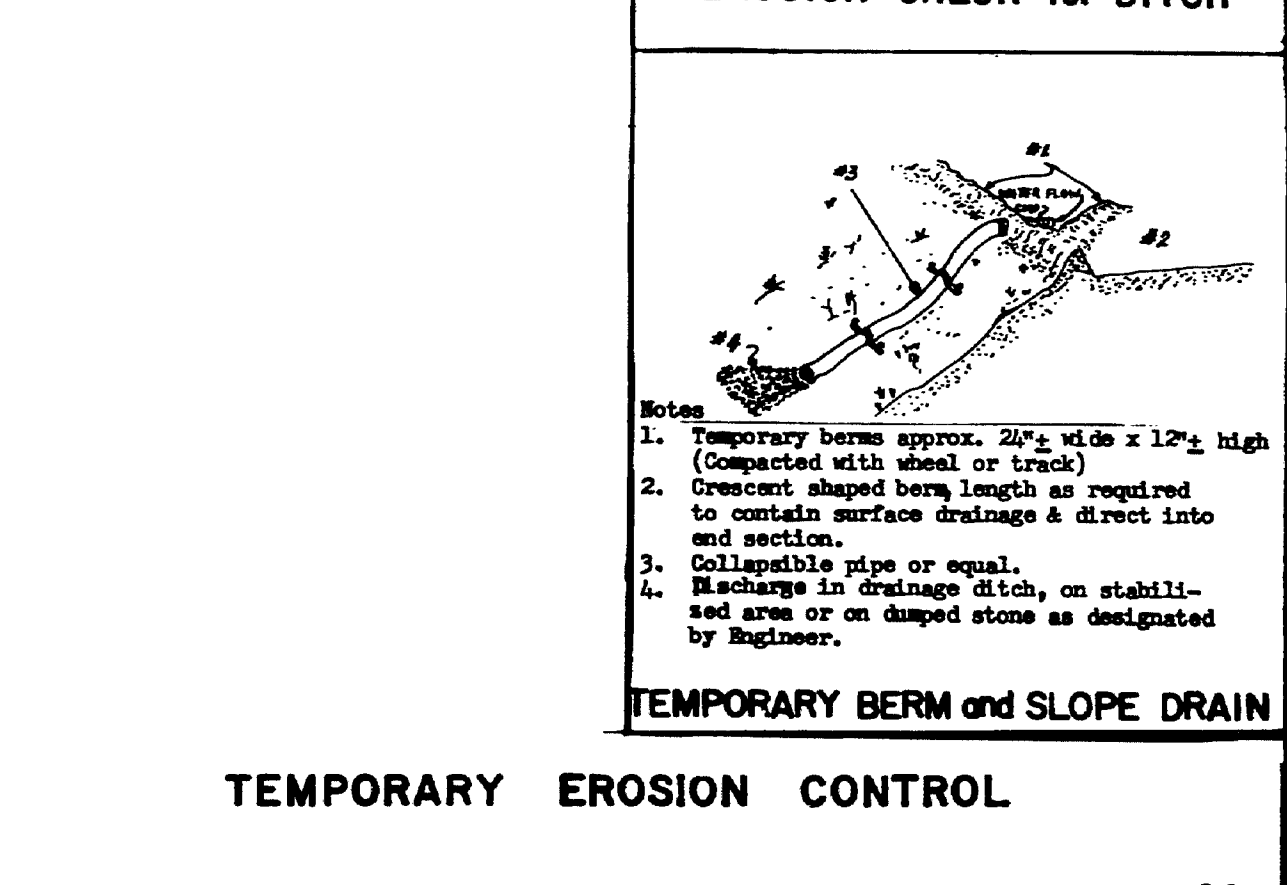 DITCH
#1
#3
WATER FLOW
#2
#4
Notes
1. Temporary berms approx. 24"± wide x 12"± high
(Compacted with wheel or track)
2. Crescent shaped berm, length as required
to contain surface drainage & direct into
end section.
3. Collapsible pipe or equal.
4. Discharge in drainage ditch, on stabili-
zed area or on dumped stone as designated
by Engineer.
TEMPORARY BERM and SLOPE DRAIN
TEMPORARY EROSION CONTROL